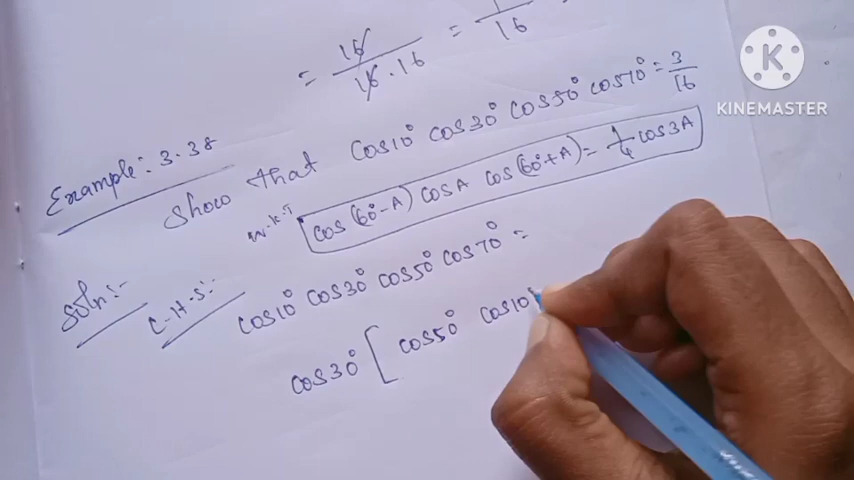 = 16/16·16 = 1/16
Example: 3.38
Show that cos10° cos30° cos50° cos70° = 3/16
W.K.T cos(60°-A) cosA cos(60°+A) = 1/4 cos3A
Soln:-
L.H.S:- cos10° cos30° cos50° cos70° =
cos30° [ cos50° cos10°
KINEMASTER